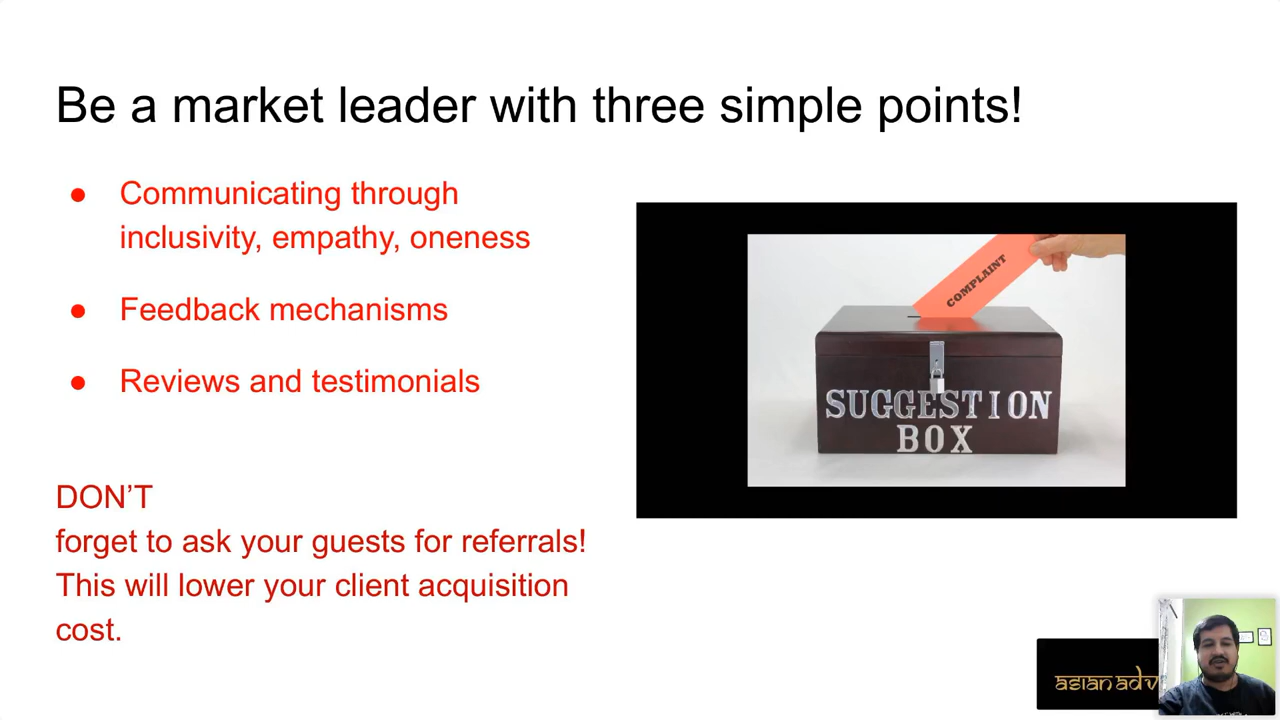 Be a market leader with three simple points!
● Communicating through
inclusivity, empathy, oneness
● Feedback mechanisms
● Reviews and testimonials
DON’T
forget to ask your guests for referrals!
This will lower your client acquisition
cost.
COMPLAINT
SUGGESTION
BOX
asian adv